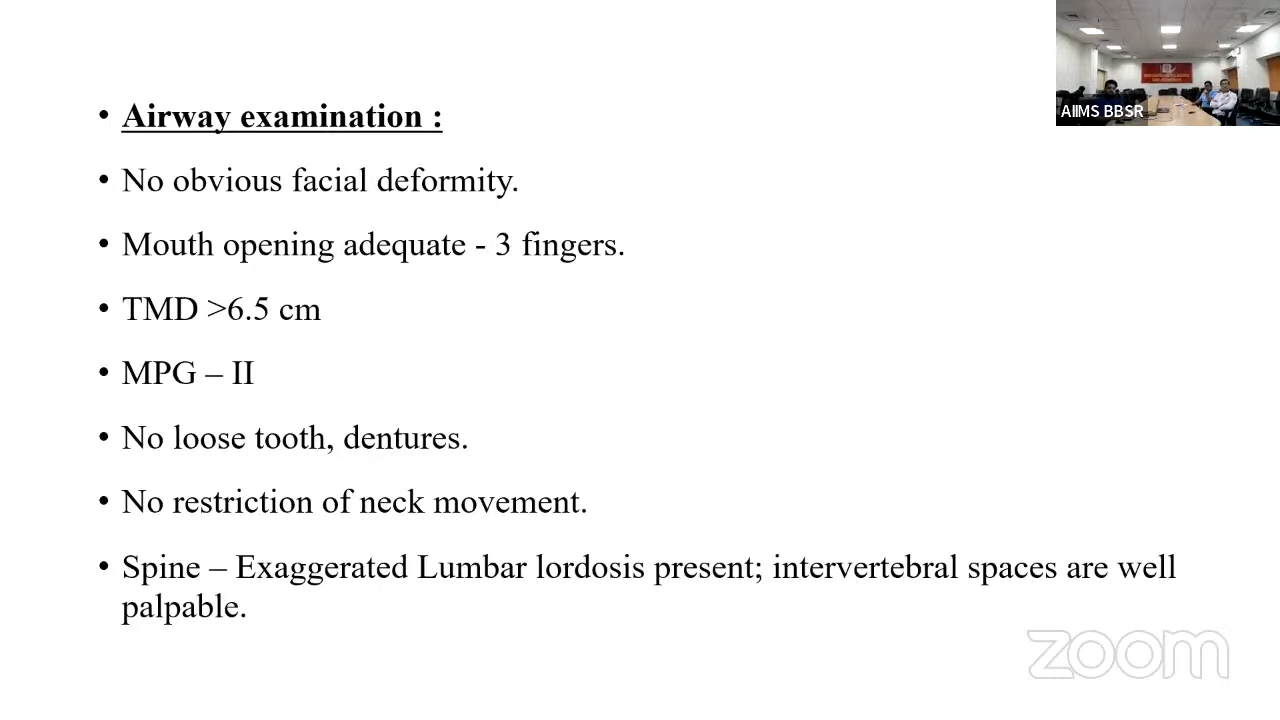 AIIMS BBSR
• Airway examination :
• No obvious facial deformity.
• Mouth opening adequate - 3 fingers.
• TMD >6.5 cm
• MPG – II
• No loose tooth, dentures.
• No restriction of neck movement.
• Spine – Exaggerated Lumbar lordosis present; intervertebral spaces are well
palpable.
zoom